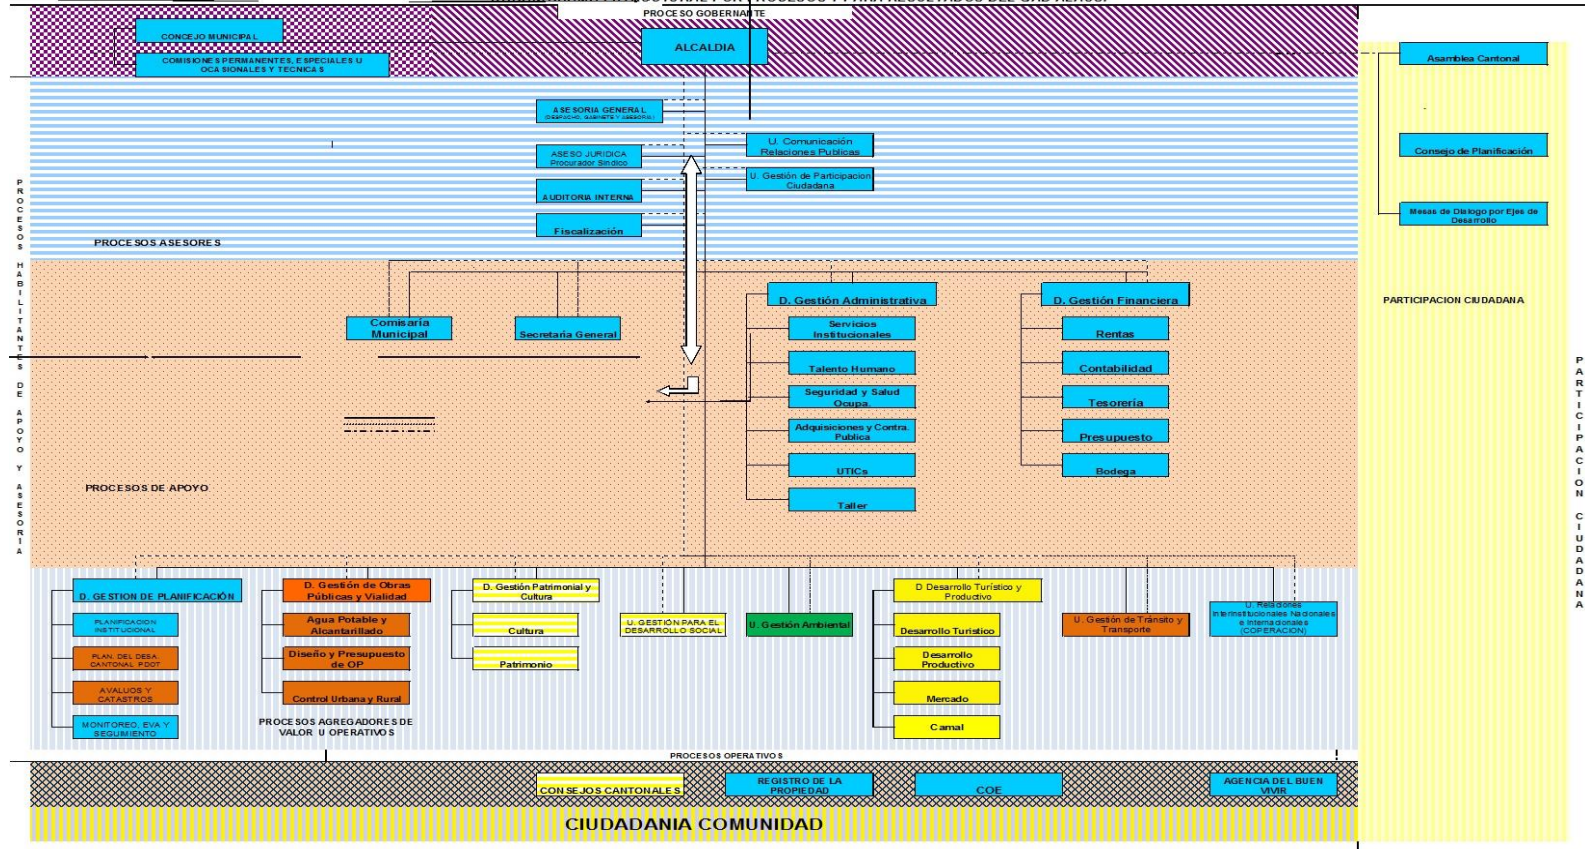 PROCESO GOBERNANTE
CONCEJO MUNICIPAL
COMISIONES PERMANENTES, ESPECIALES U
OCASIONALES Y TECNICAS
ALCALDIA
Asamblea Cantonal
Consejo de Planificación
Mesas de Dialogo por Ejes de
Desarrollo
PARTICIPACION CIUDADANA
PARTICIPACION CIUDADANA
PROCESOS HABILITANTES DE APOYO Y ASESORIA
ASESORIA GENERAL
(DESPACHO, GABINETE Y ASESORIA)
ASESO JURIDICA
Procurador Sindico
AUDITORIA INTERNA
Fiscalización
U. Comunicación
Relaciones Publicas
U. Gestión de Participacion
Ciudadana
PROCESOS ASESORES
Comisaría
Municipal
Secretaría General
D. Gestión Administrativa
Servicios
Institucionales
Talento Humano
Seguridad y Salud
Ocupa.
Adquisiciones y Contra.
Publica
UTICs
Taller
D. Gestión Financiera
Rentas
Contabilidad
Tesorería
Presupuesto
Bodega
PROCESOS DE APOYO
D. GESTION DE PLANIFICACIÓN
PLANIFICACION
INSTITUCIONAL
PLAN. DEL DESA.
CANTONAL PDOT
AVALUOS Y
CATASTROS
MONITOREO, EVA Y
SEGUIMIENTO
D. Gestión de Obras
Públicas y Vialidad
Agua Potable y
Alcantarillado
Diseño y Presupuesto
de OP
Control Urbana y Rural
PROCESOS AGREGADORES DE
VALOR U OPERATIVOS
D. Gestión Patrimonial y
Cultura
Cultura
Patrimonio
U. GESTIÓN PARA EL
DESARROLLO SOCIAL
U. Gestión Ambiental
D Desarrollo Turístico y
Productivo
Desarrollo Turistico
Desarrollo
Productivo
Mercado
Camal
U. Gestión de Tránsito y
Transporte
U. Relaciones
Interinstitucionales Nacionales
e Internacionales
(COPERACION)
PROCESOS OPERATIVOS
CONSEJOS CANTONALES
REGISTRO DE LA
PROPIEDAD
COE
AGENCIA DEL BUEN
VIVIR
CIUDADANIA COMUNIDAD